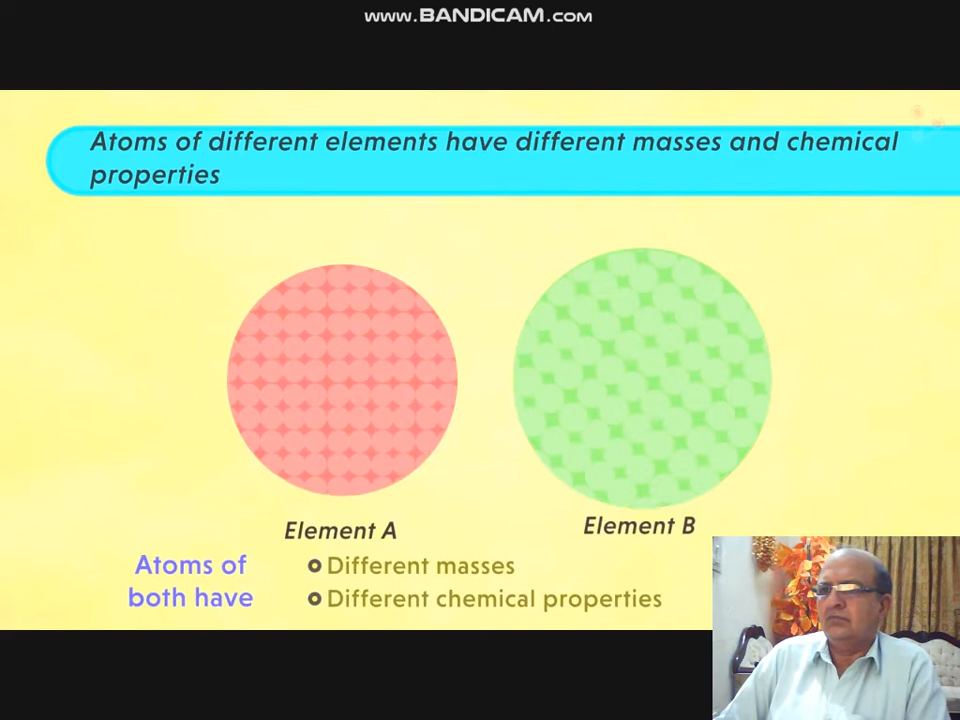 www.BANDICAM.com
Atoms of different elements have different masses and chemical
properties
Element A
Element B
Atoms of
both have
Different masses
Different chemical properties